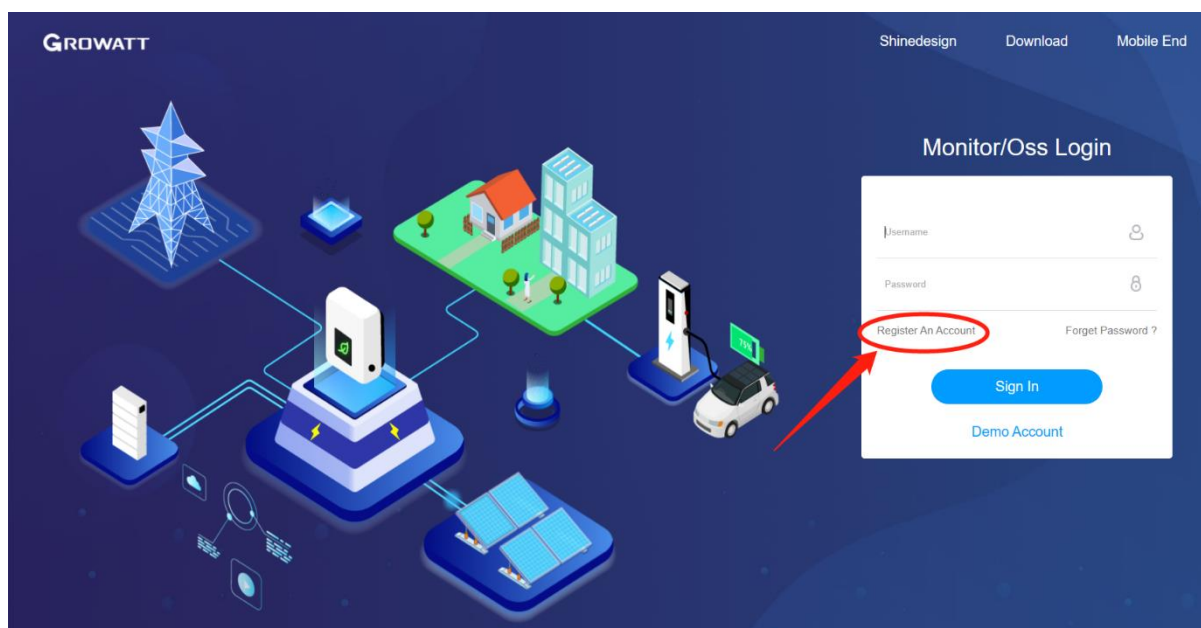 GROWATT
Shinedesign Download Mobile End
Monitor/Oss Login
Username
Password
Register An Account Forget Password ?
75%
Sign In
Demo Account